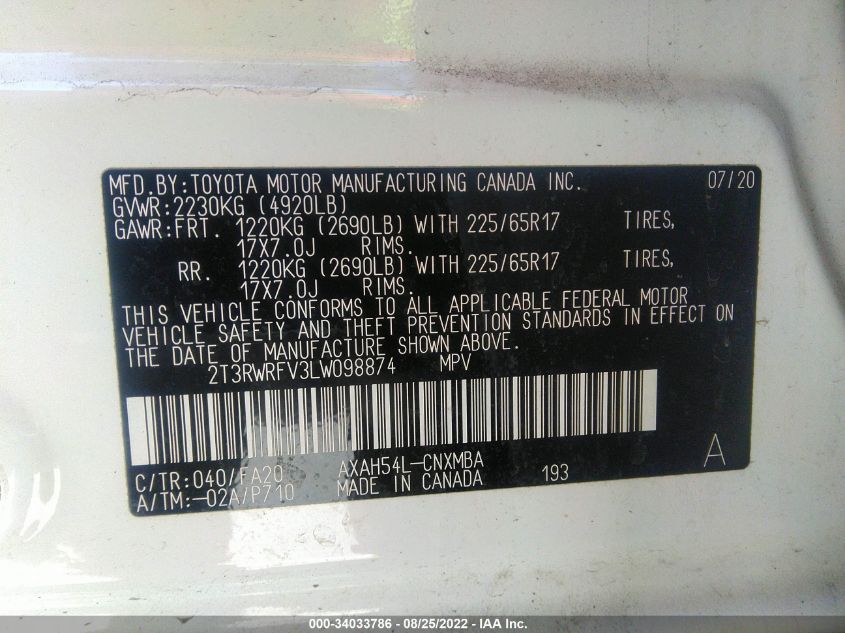 MFD.BY:TOYOTA MOTOR MANUFACTURING CANADA INC. 07/20
GVWR:2230KG (4920LB)
GAWR:FRT. 1220KG (2690LB) WITH 225/65R17 TIRES,
17X7.0J RIMS.
RR. 1220KG (2690LB) WITH 225/65R17 TIRES,
17X7.0J RIMS.
THIS VEHICLE CONFORMS TO ALL APPLICABLE FEDERAL MOTOR
VEHICLE SAFETY AND THEFT PREVENTION STANDARDS IN EFFECT ON
THE DATE OF MANUFACTURE SHOWN ABOVE.
2T3RWRFV3LW098874 MPV
C/TR:040/FA20 AXAH54L-CNXMBA A
A/TM:-02A/P710 MADE IN CANADA 193
000-34033786 - 08/25/2022 - IAA Inc.